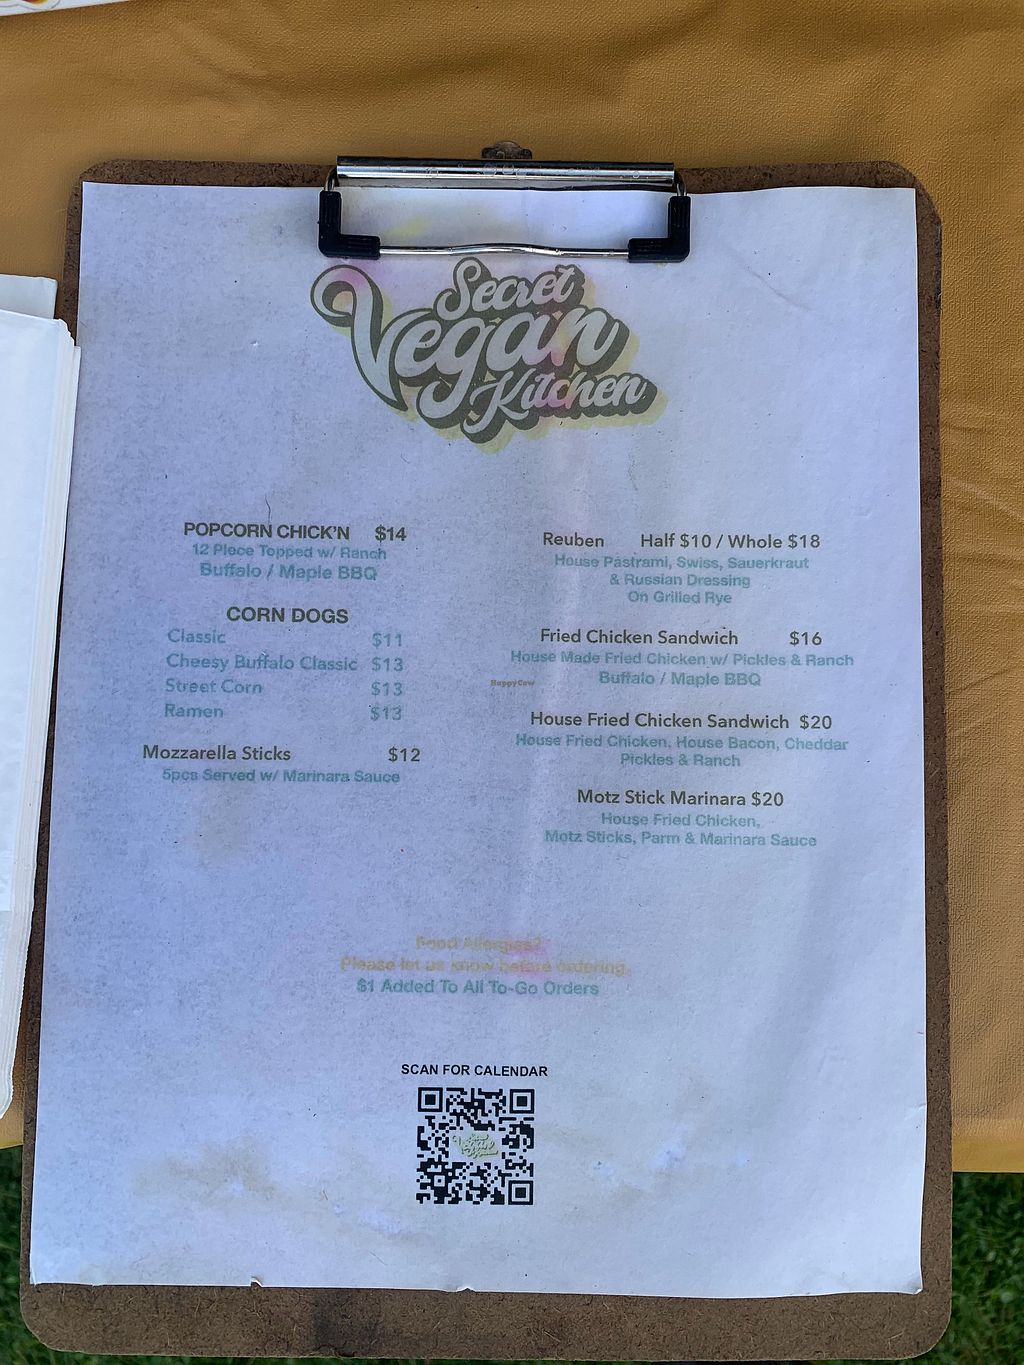 Secret
Vegan
Kitchen
POPCORN CHICK'N $14
12 Piece Topped w/ Ranch
Buffalo / Maple BBQ
CORN DOGS
Classic $11
Cheesy Buffalo Classic $13
Street Corn $13
Ramen $13
Mozzarella Sticks $12
5pcs Served w/ Marinara Sauce
Reuben Half $10 / Whole $18
House Pastrami, Swiss, Sauerkraut
& Russian Dressing
On Grilled Rye
Fried Chicken Sandwich $16
House Made Fried Chicken w/ Pickles & Ranch
Buffalo / Maple BBQ
HappyCow
House Fried Chicken Sandwich $20
House Fried Chicken, House Bacon, Cheddar
Pickles & Ranch
Motz Stick Marinara $20
House Fried Chicken,
Motz Sticks, Parm & Marinara Sauce
Food Allergies?
Please let us know before ordering.
$1 Added To All To-Go Orders
SCAN FOR CALENDAR